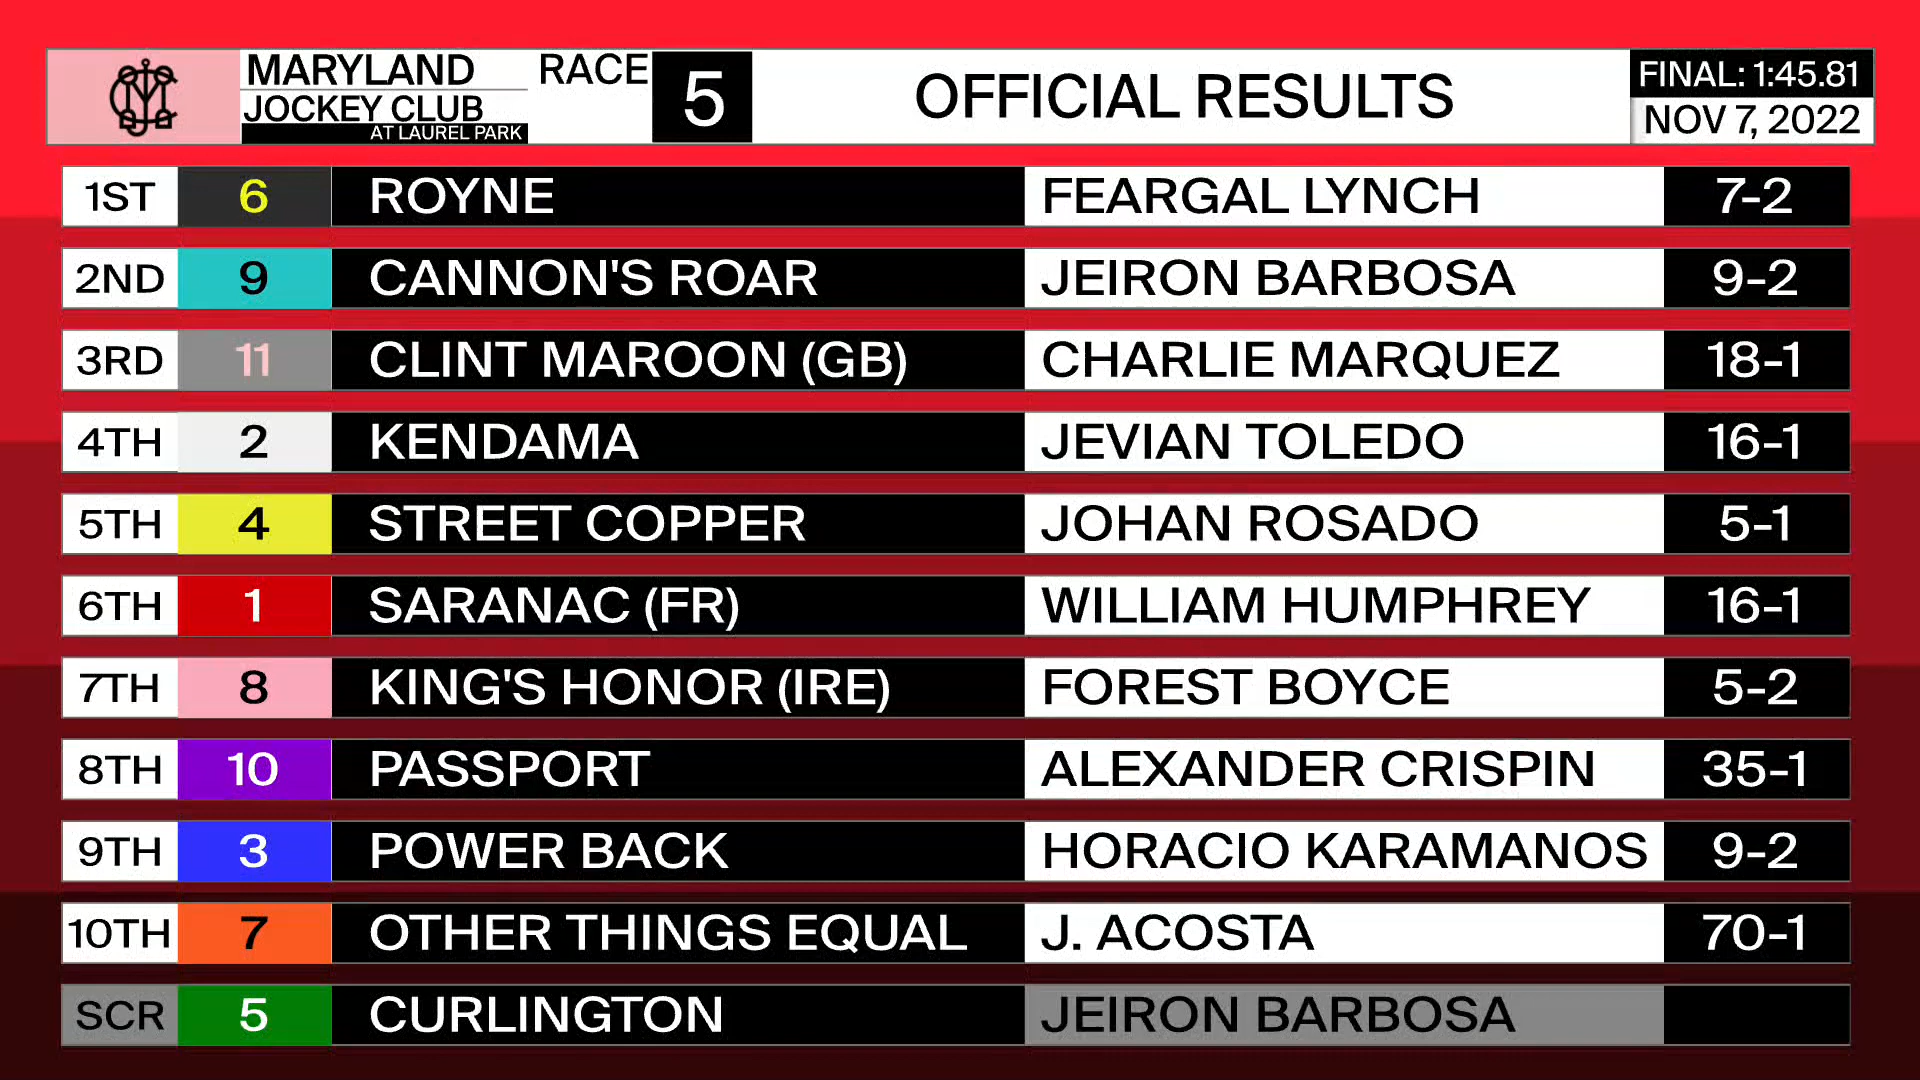 MARYLAND
JOCKEY CLUB
AT LAUREL PARK
RACE 5
OFFICIAL RESULTS
FINAL: 1:45.81
NOV 7, 2022
1ST 6 ROYNE FEARGAL LYNCH 7-2
2ND 9 CANNON'S ROAR JEIRON BARBOSA 9-2
3RD 11 CLINT MAROON (GB) CHARLIE MARQUEZ 18-1
4TH 2 KENDAMA JEVIAN TOLEDO 16-1
5TH 4 STREET COPPER JOHAN ROSADO 5-1
6TH 1 SARANAC (FR) WILLIAM HUMPHREY 16-1
7TH 8 KING'S HONOR (IRE) FOREST BOYCE 5-2
8TH 10 PASSPORT ALEXANDER CRISPIN 35-1
9TH 3 POWER BACK HORACIO KARAMANOS 9-2
10TH 7 OTHER THINGS EQUAL J. ACOSTA 70-1
SCR 5 CURLINGTON JEIRON BARBOSA